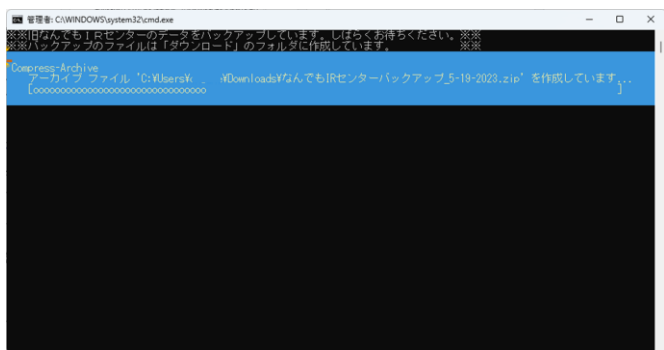 管理者: C:\WINDOWS\system32\cmd.exe
※※旧なんでもIRセンターのデータをバックアップしています。しばらくお待ちください。※※
※※バックアップのファイルは「ダウンロード」のフォルダに作成しています。 ※※
Compress-Archive
アーカイブ ファイル 'C:¥Users¥ ¥Downloads¥なんでもIRセンターバックアップ_5-19-2023.zip' を作成しています...
[oooooooooooooooooooooooooooooooo ]